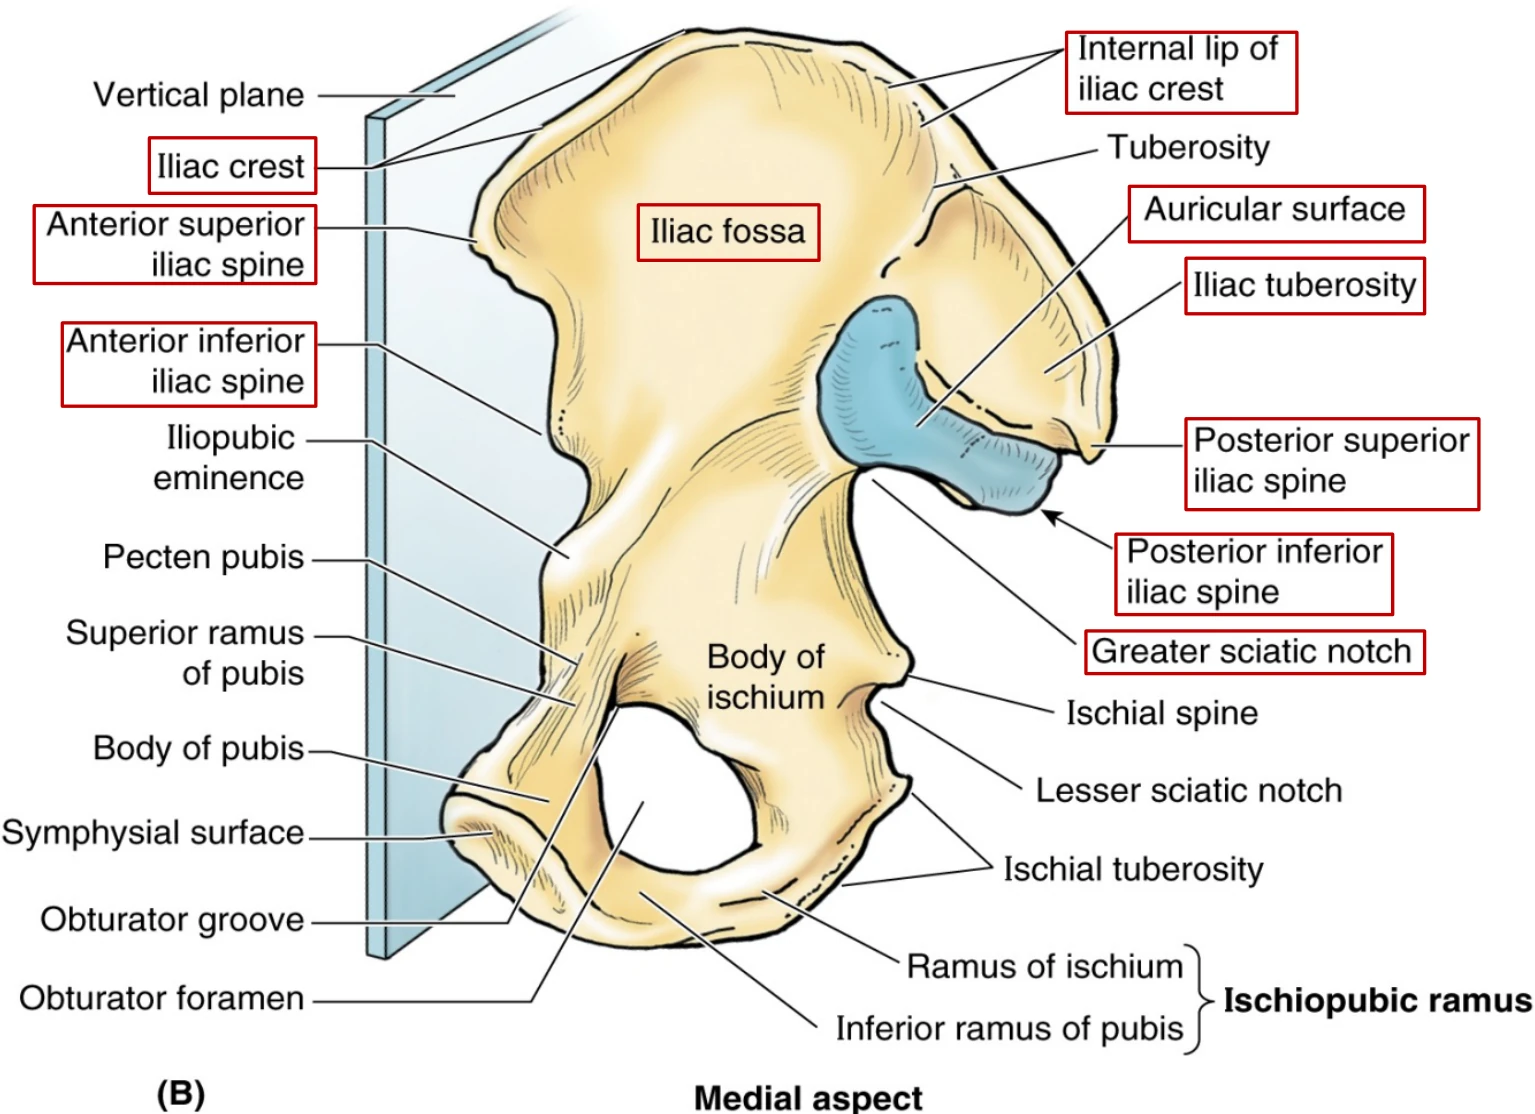 Vertical plane
Iliac crest
Anterior superior
iliac spine
Anterior inferior
iliac spine
Iliopubic
eminence
Pecten pubis
Superior ramus
of pubis
Body of pubis
Symphysial surface
Obturator groove
Obturator foramen
Iliac fossa
Body of
ischium
Internal lip of
iliac crest
Tuberosity
Auricular surface
Iliac tuberosity
Posterior superior
iliac spine
Posterior inferior
iliac spine
Greater sciatic notch
Ischial spine
Lesser sciatic notch
Ischial tuberosity
Ramus of ischium
Inferior ramus of pubis
Ischiopubic ramus
(B)
Medial aspect